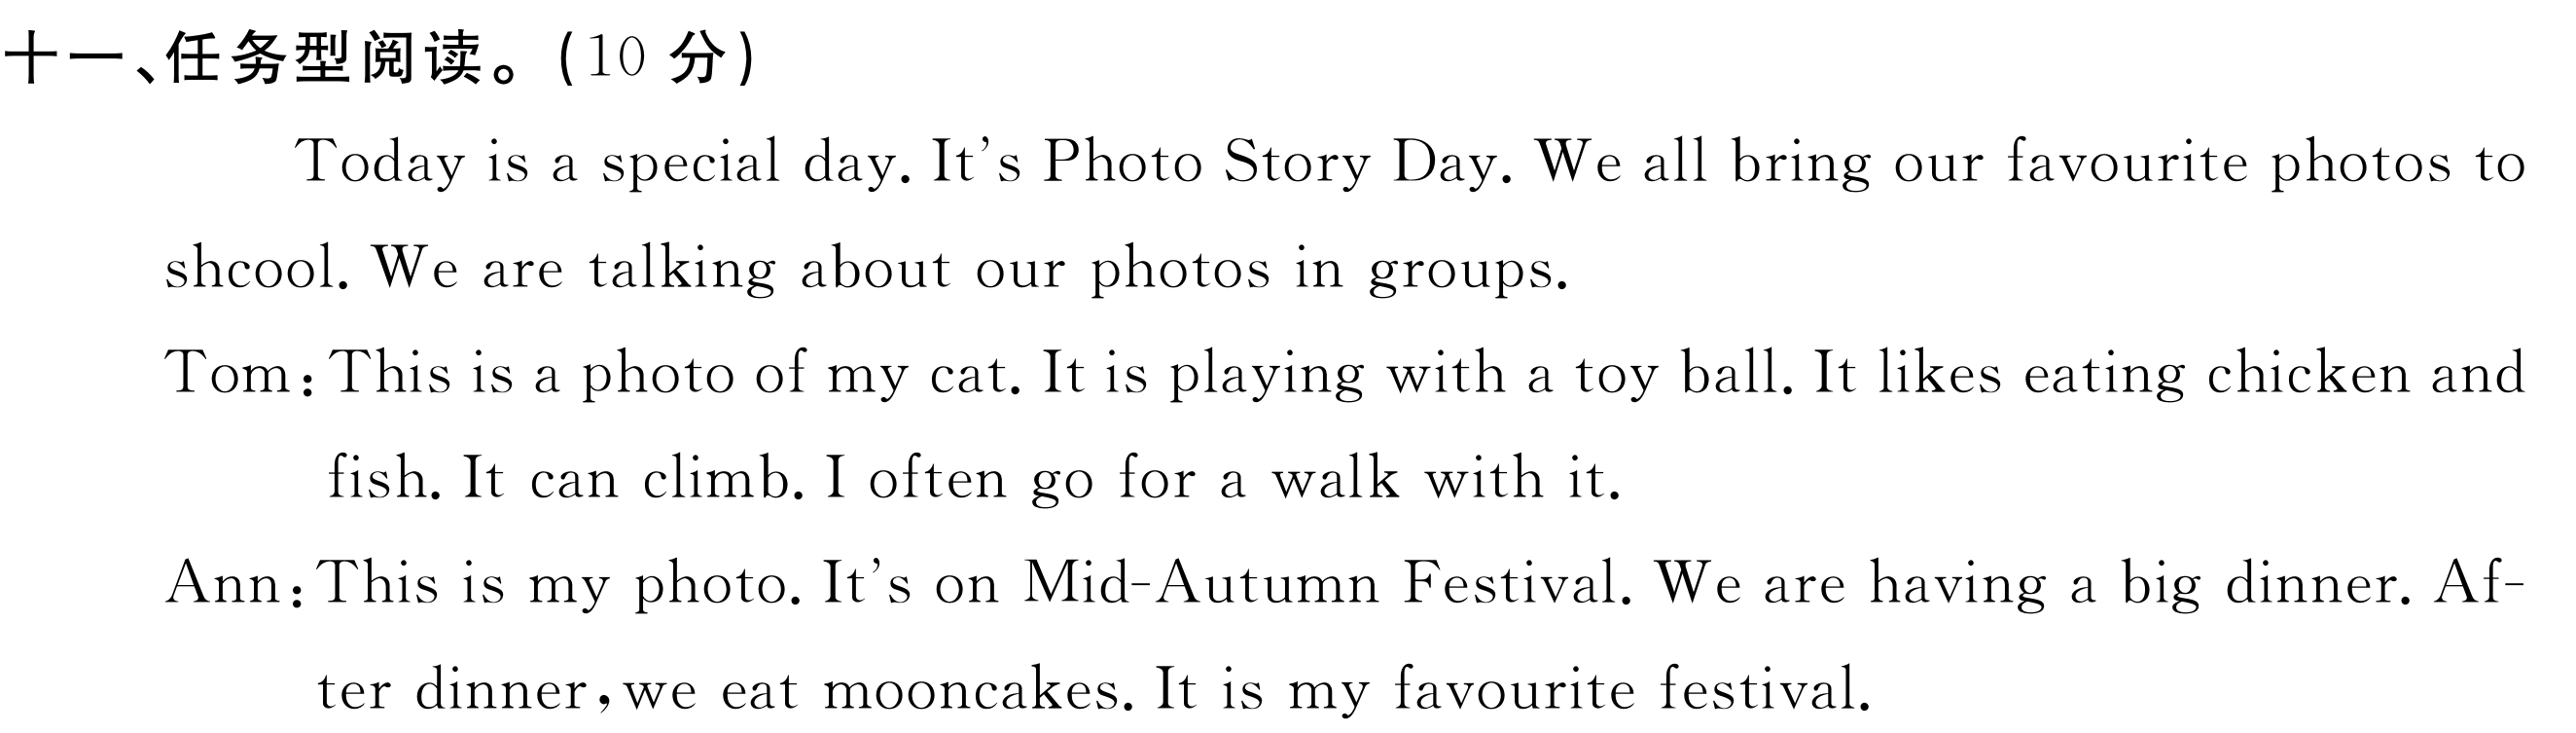 十一、任务型阅读。(10 分)
Today is a special day. It's Photo Story Day. We all bring our favourite photos to
shcool. We are talking about our photos in groups.
Tom:This is a photo of my cat. It is playing with a toy ball. It likes eating chicken and
fish. It can climb. I often go for a walk with it.
Ann:This is my photo. It's on Mid-Autumn Festival. We are having a big dinner. Af-
ter dinner,we eat mooncakes. It is my favourite festival.